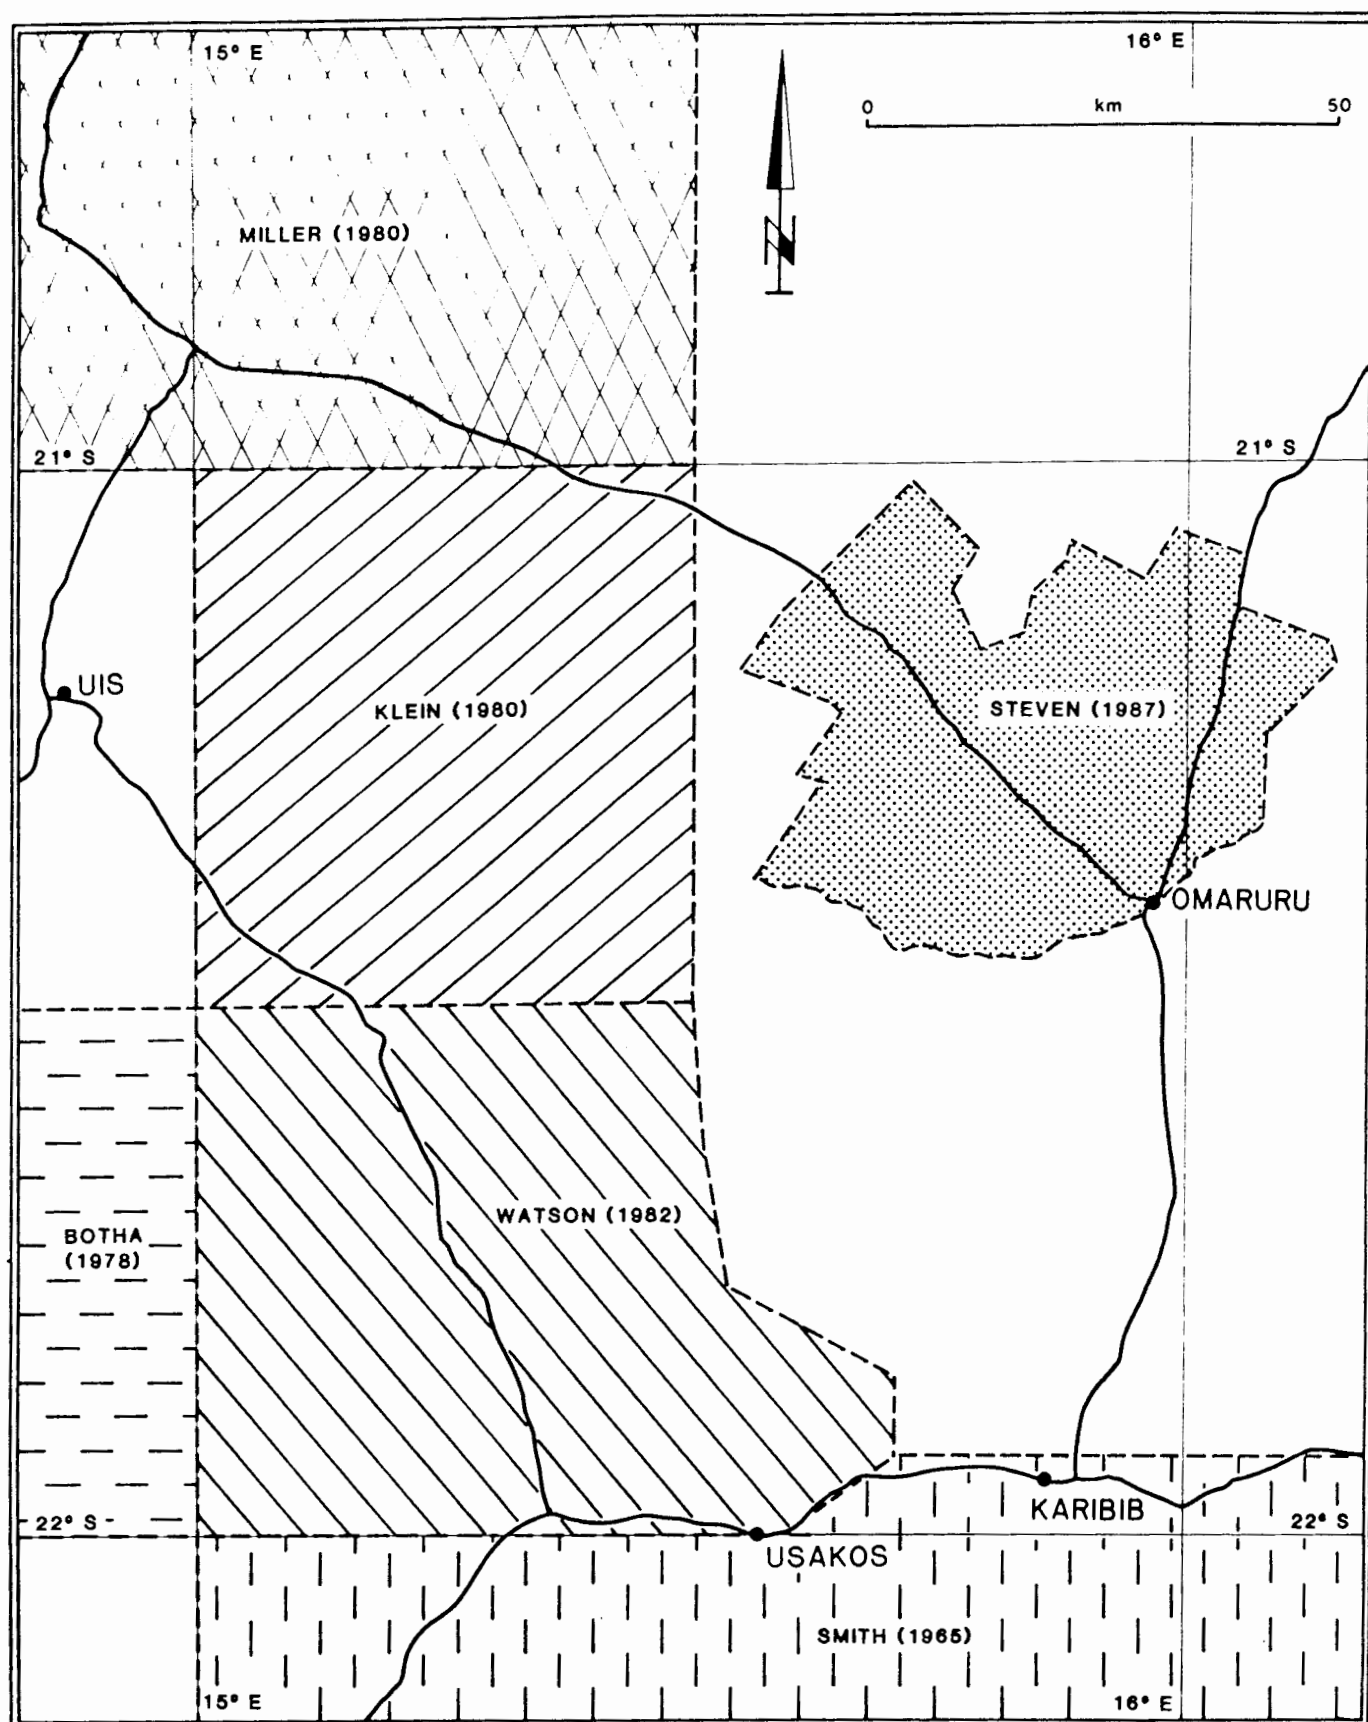 15° E
16° E
0 km 50
MILLER (1980)
N
21° S
21° S
UIS
KLEIN (1980)
STEVEN (1987)
OMARURU
WATSON (1982)
BOTHA
(1978)
KARIBIB
22° S
22° S
USAKOS
SMITH (1965)
15° E
16° E